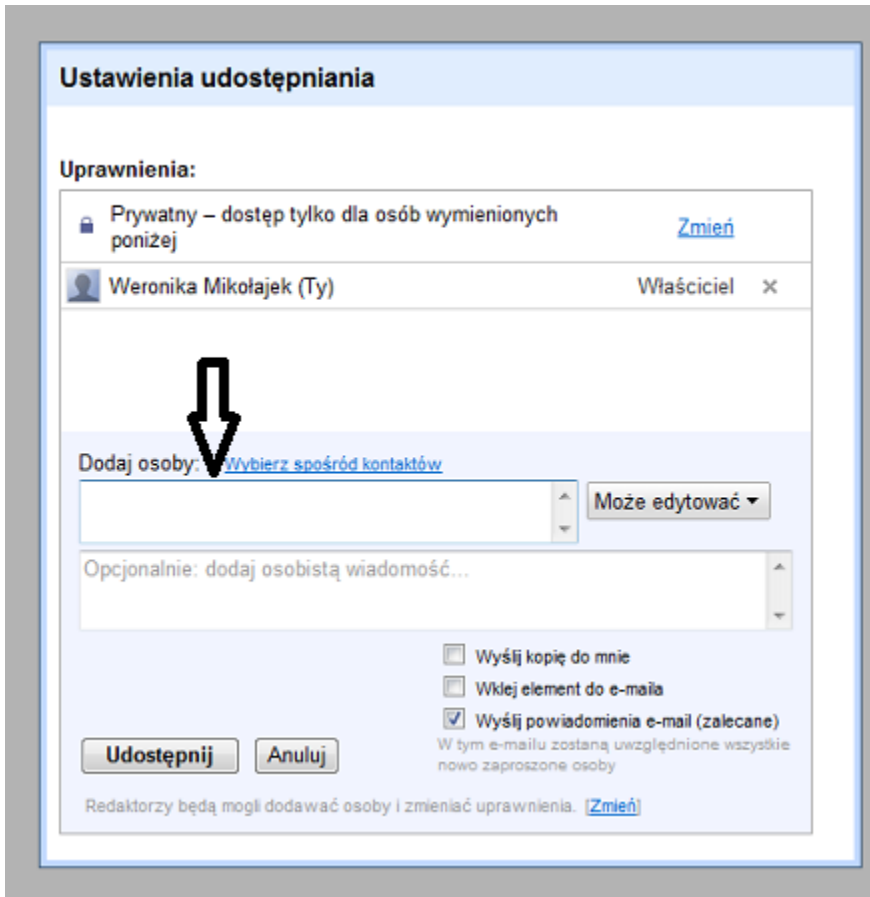 Ustawienia udostępniania
Uprawnienia:
Prywatny – dostęp tylko dla osób wymienionych
poniżej
Zmień
Weronika Mikołajek (Ty)
Właściciel
Dodaj osoby:
Wybierz spośród kontaktów
Może edytować
Opcjonalnie: dodaj osobistą wiadomość...
Wyślij kopię do mnie
Wklej element do e-maila
Wyślij powiadomienia e-mail (zalecane)
W tym e-mailu zostaną uwzględnione wszystkie
nowo zaproszone osoby
Udostępnij
Anuluj
Redaktorzy będą mogli dodawać osoby i zmieniać uprawnienia. [Zmień]